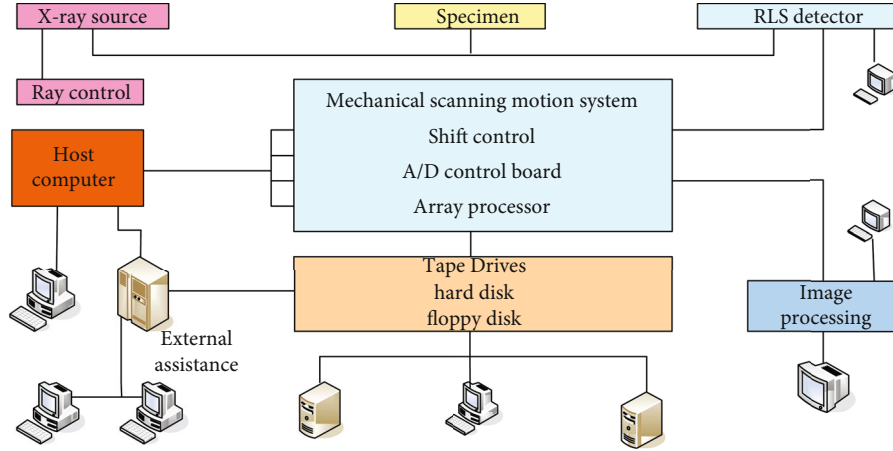 X-ray source
Specimen
RLS detector
Ray control
Mechanical scanning motion system
Shift control
A/D control board
Array processor
Host
computer
Tape Drives
hard disk
floppy disk
Image
processing
External
assistance